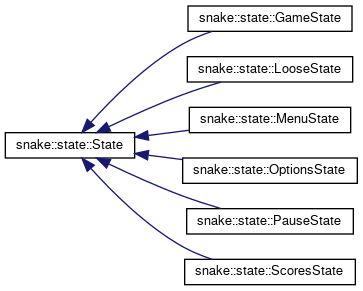 snake::state::GameState
snake::state::LooseState
snake::state::MenuState
snake::state::State
snake::state::OptionsState
snake::state::PauseState
snake::state::ScoresState